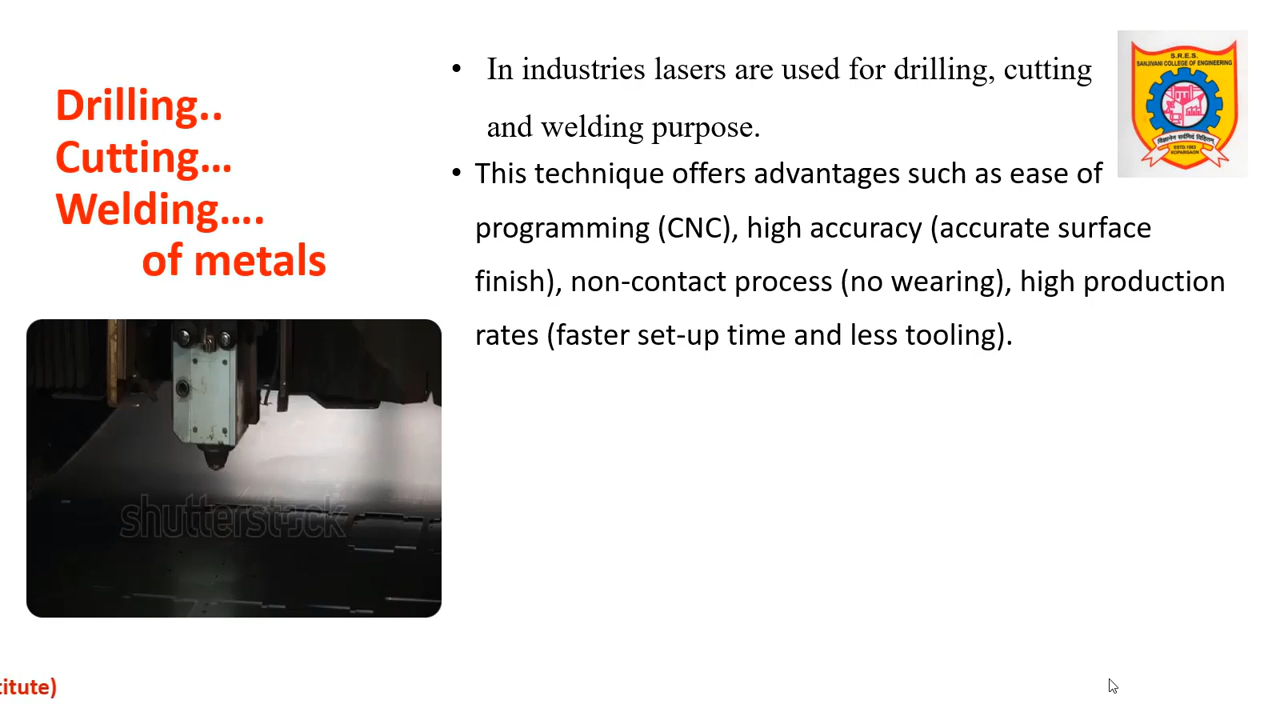 Drilling..
Cutting...
Welding....
of metals
• In industries lasers are used for drilling, cutting
and welding purpose.
• This technique offers advantages such as ease of
programming (CNC), high accuracy (accurate surface
finish), non-contact process (no wearing), high production
rates (faster set-up time and less tooling).
S.R.E.S.
SANJIVANI COLLEGE OF ENGINEERING
ESTD.1983
KOPARGAON
shutterstock
titute)